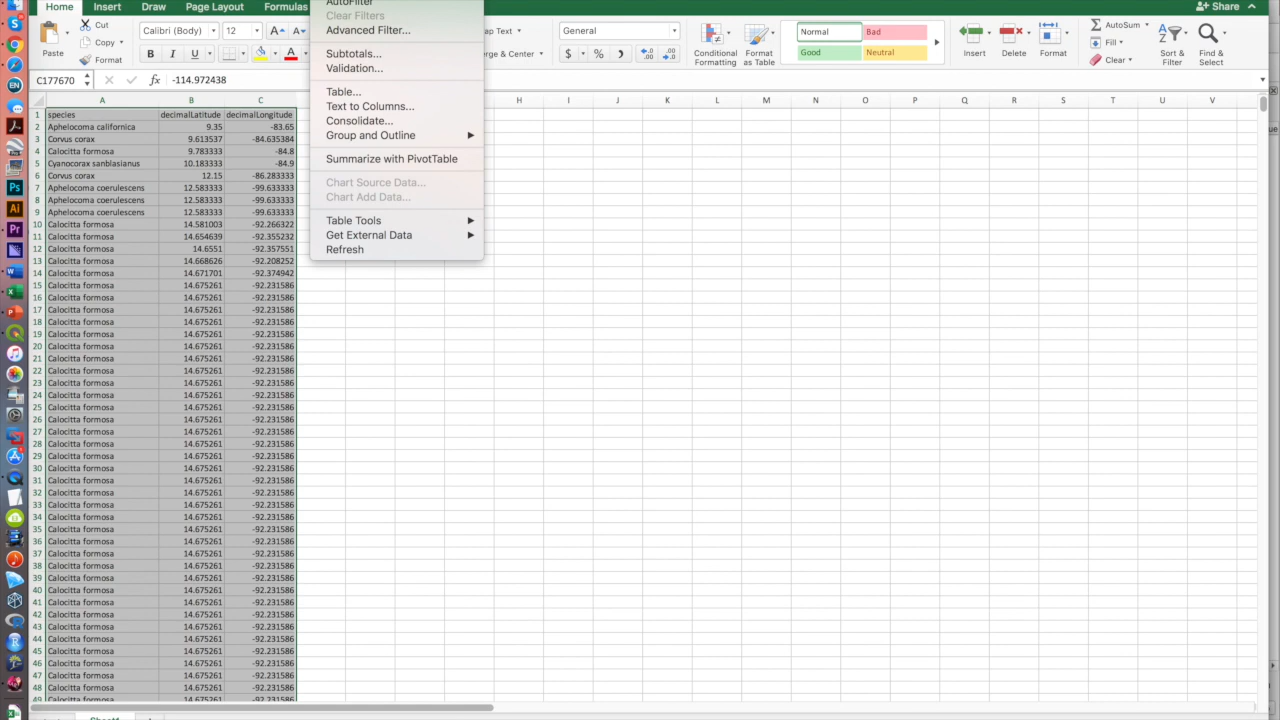 Home Insert Draw Page Layout Formulas Share
AutoFilter
Clear Filters
Advanced Filter...
Subtotals...
Validation...
Table...
Text to Columns...
Consolidate...
Group and Outline
Summarize with PivotTable
Chart Source Data...
Chart Add Data...
Table Tools
Get External Data
Refresh
Paste Cut Copy Format
Calibri (Body) 12 A A
B I U A
ap Text
erge & Center
General
$ %
Conditional Formatting
Format as Table
Normal Bad
Good Neutral
Insert Delete Format
AutoSum
Fill
Clear
Sort & Filter
Find & Select
C177670 fx -114.972438
A B C H I J K L M N O P Q R S T U V
1 species decimalLatitude decimalLongitude
2 Aphelocoma californica 9.35 -83.65
3 Corvus corax 9.613537 -84.635384
4 Calocitta formosa 9.783333 -84.8
5 Cyanocorax sanblasianus 10.183333 -84.9
6 Corvus corax 12.15 -86.283333
7 Aphelocoma coerulescens 12.583333 -99.633333
8 Aphelocoma coerulescens 12.583333 -99.633333
9 Aphelocoma coerulescens 12.583333 -99.633333
10 Calocitta formosa 14.581003 -92.266322
11 Calocitta formosa 14.654639 -92.355232
12 Calocitta formosa 14.6551 -92.357551
13 Calocitta formosa 14.668626 -92.208252
14 Calocitta formosa 14.671701 -92.374942
15 Calocitta formosa 14.675261 -92.231586
16 Calocitta formosa 14.675261 -92.231586
17 Calocitta formosa 14.675261 -92.231586
18 Calocitta formosa 14.675261 -92.231586
19 Calocitta formosa 14.675261 -92.231586
20 Calocitta formosa 14.675261 -92.231586
21 Calocitta formosa 14.675261 -92.231586
22 Calocitta formosa 14.675261 -92.231586
23 Calocitta formosa 14.675261 -92.231586
24 Calocitta formosa 14.675261 -92.231586
25 Calocitta formosa 14.675261 -92.231586
26 Calocitta formosa 14.675261 -92.231586
27 Calocitta formosa 14.675261 -92.231586
28 Calocitta formosa 14.675261 -92.231586
29 Calocitta formosa 14.675261 -92.231586
30 Calocitta formosa 14.675261 -92.231586
31 Calocitta formosa 14.675261 -92.231586
32 Calocitta formosa 14.675261 -92.231586
33 Calocitta formosa 14.675261 -92.231586
34 Calocitta formosa 14.675261 -92.231586
35 Calocitta formosa 14.675261 -92.231586
36 Calocitta formosa 14.675261 -92.231586
37 Calocitta formosa 14.675261 -92.231586
38 Calocitta formosa 14.675261 -92.231586
39 Calocitta formosa 14.675261 -92.231586
40 Calocitta formosa 14.675261 -92.231586
41 Calocitta formosa 14.675261 -92.231586
42 Calocitta formosa 14.675261 -92.231586
43 Calocitta formosa 14.675261 -92.231586
44 Calocitta formosa 14.675261 -92.231586
45 Calocitta formosa 14.675261 -92.231586
46 Calocitta formosa 14.675261 -92.231586
47 Calocitta formosa 14.675261 -92.231586
48 Calocitta formosa 14.675261 -92.231586
49 Calocitta formosa 14.675261 -92.231586